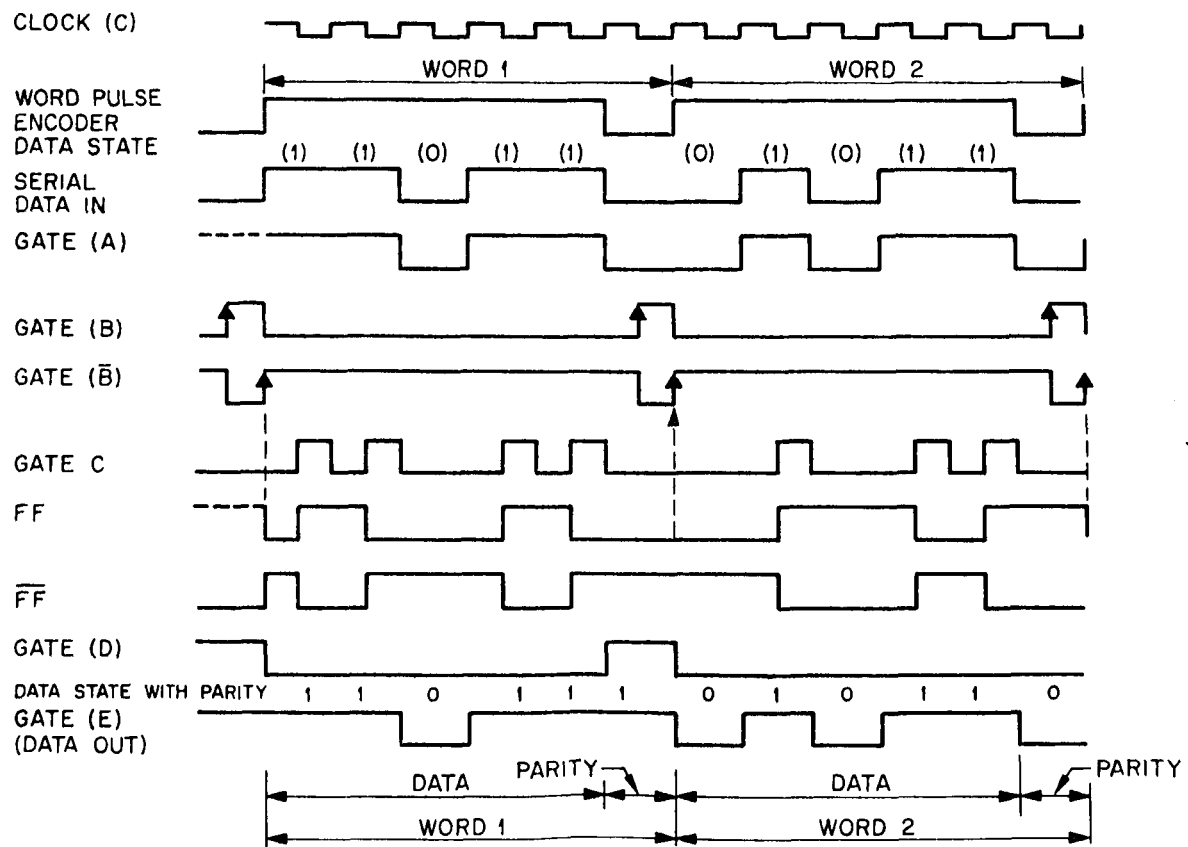 CLOCK (C)
WORD 1 WORD 2
WORD PULSE
ENCODER
DATA STATE
(1) (1) (0) (1) (1) (0) (1) (0) (1) (1)
SERIAL
DATA IN
GATE (A)
GATE (B)
GATE (B̄)
GATE C
FF
F̅F̅
GATE (D)
DATA STATE WITH PARITY 1 1 0 1 1 1 0 1 0 1 1 0
GATE (E)
(DATA OUT)
DATA PARITY DATA PARITY
WORD 1 WORD 2